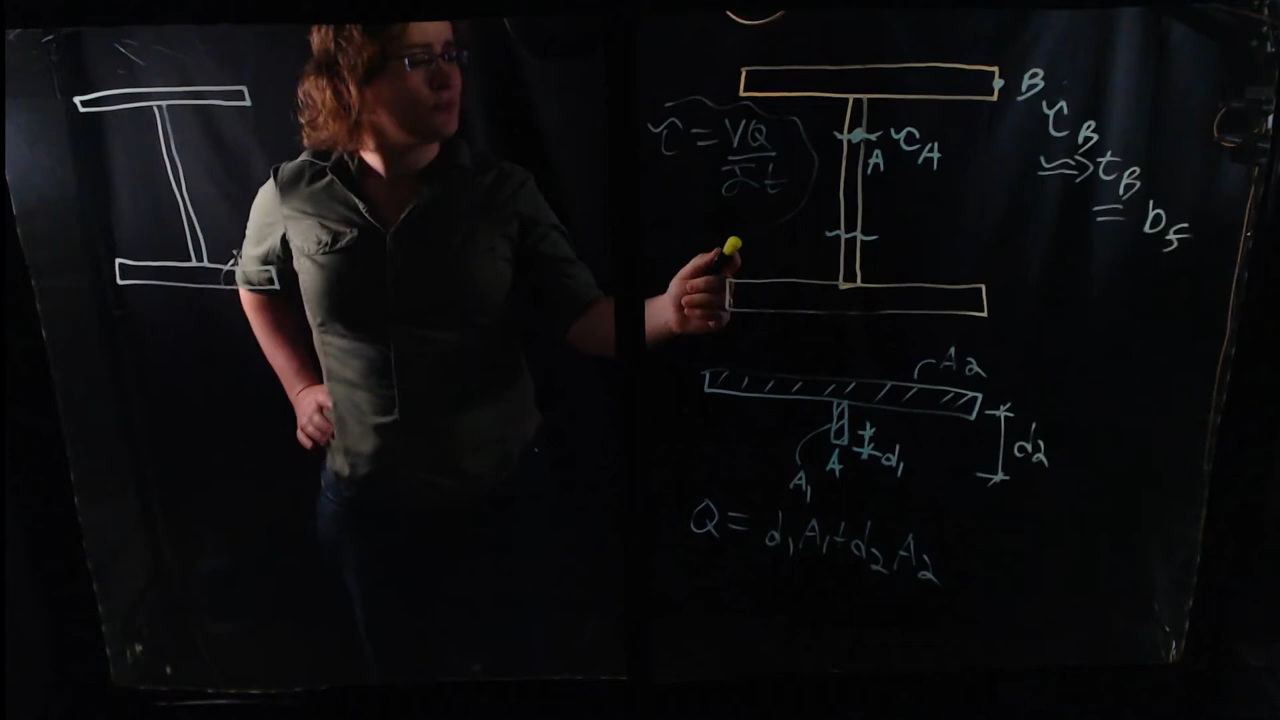 B
τ = VQ / It
τA
A
τB
⇒ tB
= bf
A2
d2
d1
A
A1
Q = d1A1 + d2A2